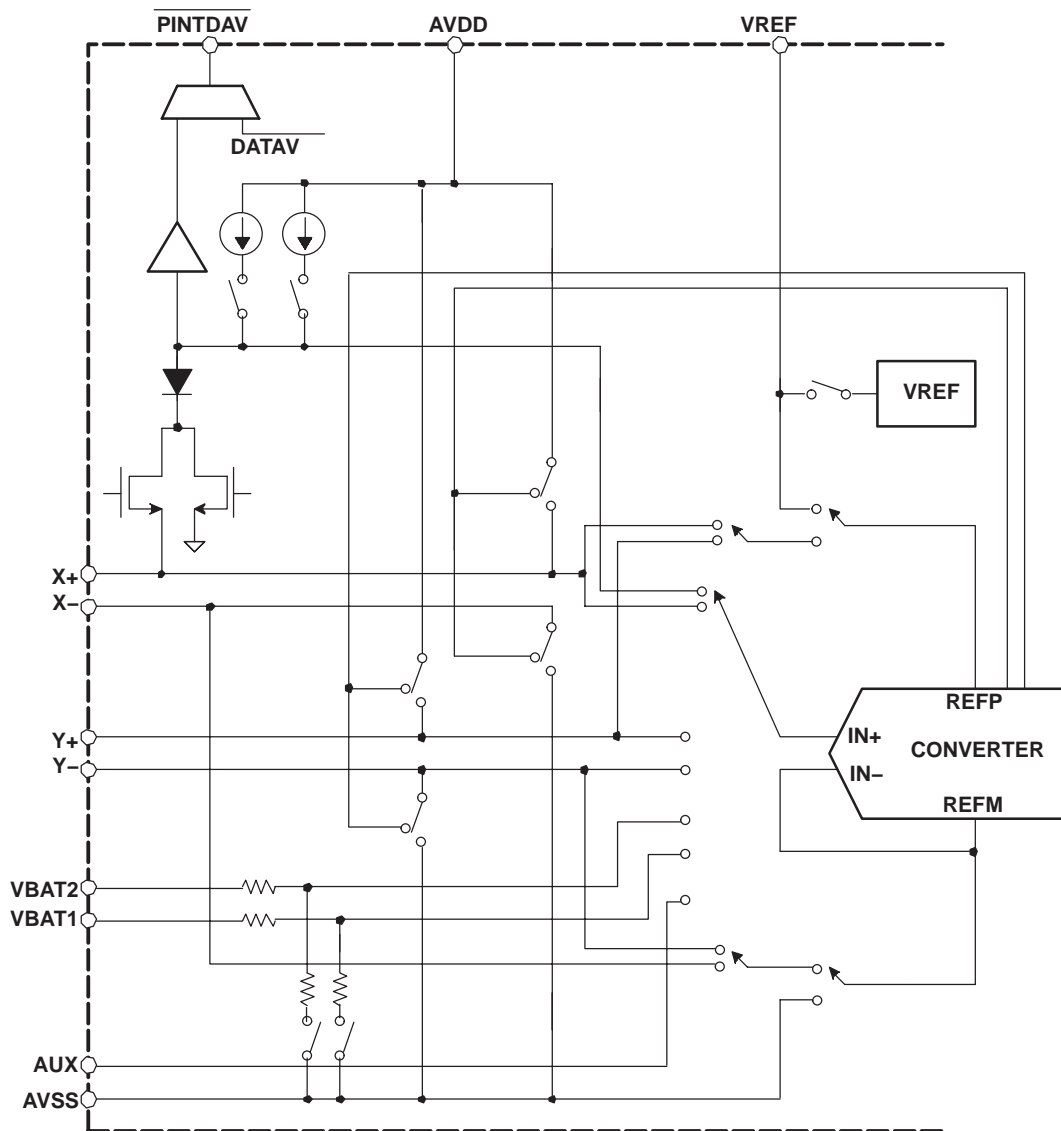 PINTDAV
AVDD
VREF
DATAV
VREF
X+
X–
REFP
Y+
IN+
CONVERTER
Y–
IN–
REFM
VBAT2
VBAT1
AUX
AVSS